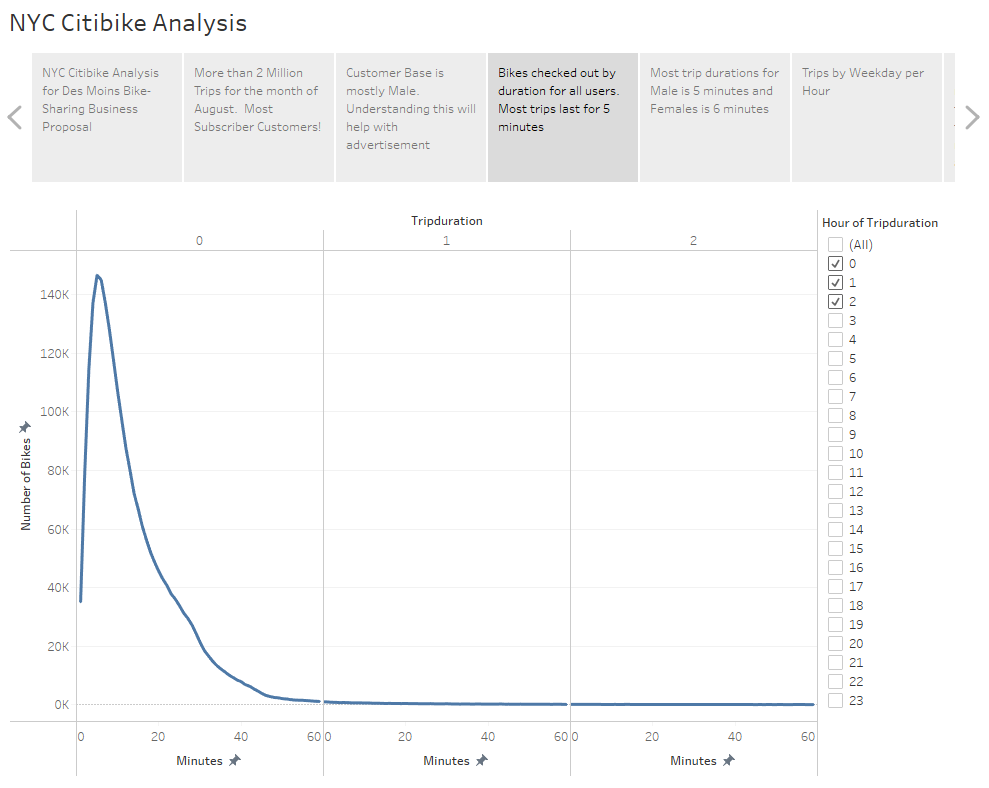 NYC Citibike Analysis
NYC Citibike Analysis
for Des Moins Bike-
Sharing Business
Proposal
More than 2 Million
Trips for the month of
August.  Most
Subscriber Customers!
Customer Base is
mostly Male.
Understanding this will
help with
advertisement
Bikes checked out by
duration for all users.
Most trips last for 5
minutes
Most trip durations for
Male is 5 minutes and
Females is 6 minutes
Trips by Weekday per
Hour
Tripduration
0 1 2
140K
120K
100K
80K
60K
40K
20K
0K
Number of Bikes
0 20 40 60 0 20 40 60 0 20 40 60
Minutes Minutes Minutes
Hour of Tripduration
(All)
0
1
2
3
4
5
6
7
8
9
10
11
12
13
14
15
16
17
18
19
20
21
22
23